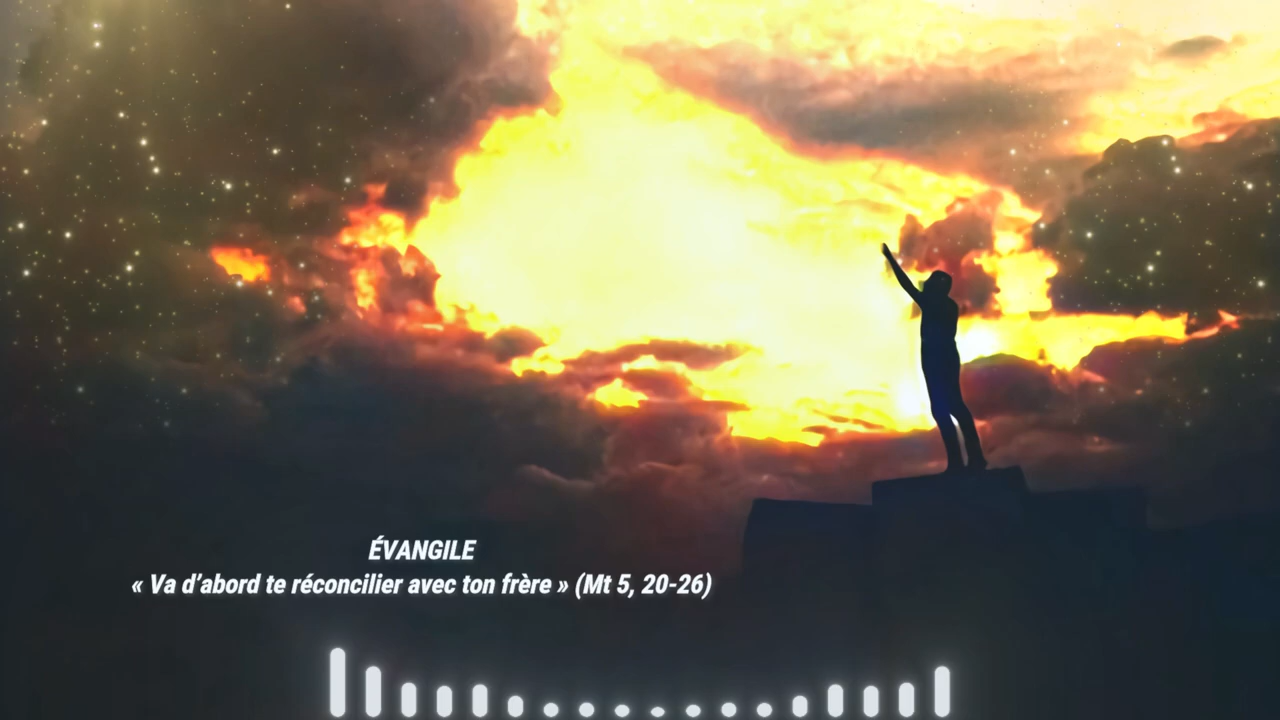 ÉVANGILE
« Va d’abord te réconcilier avec ton frère » (Mt 5, 20-26)